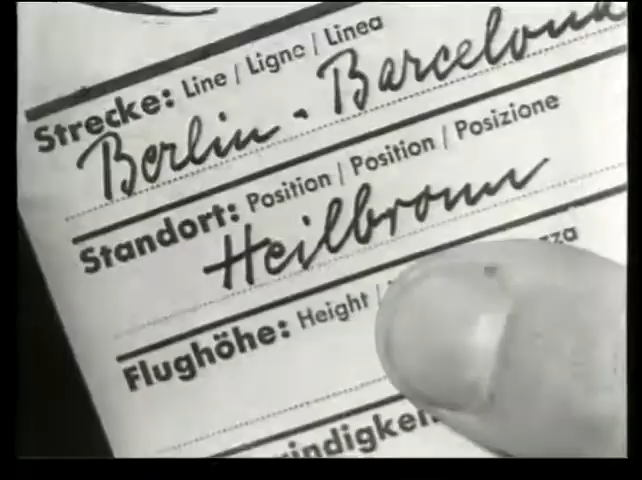 Strecke: Line / Ligne / Linea
Berlin - Barcelona
Standort: Position / Position / Posizione
Heilbronn
Flughöhe: Height /